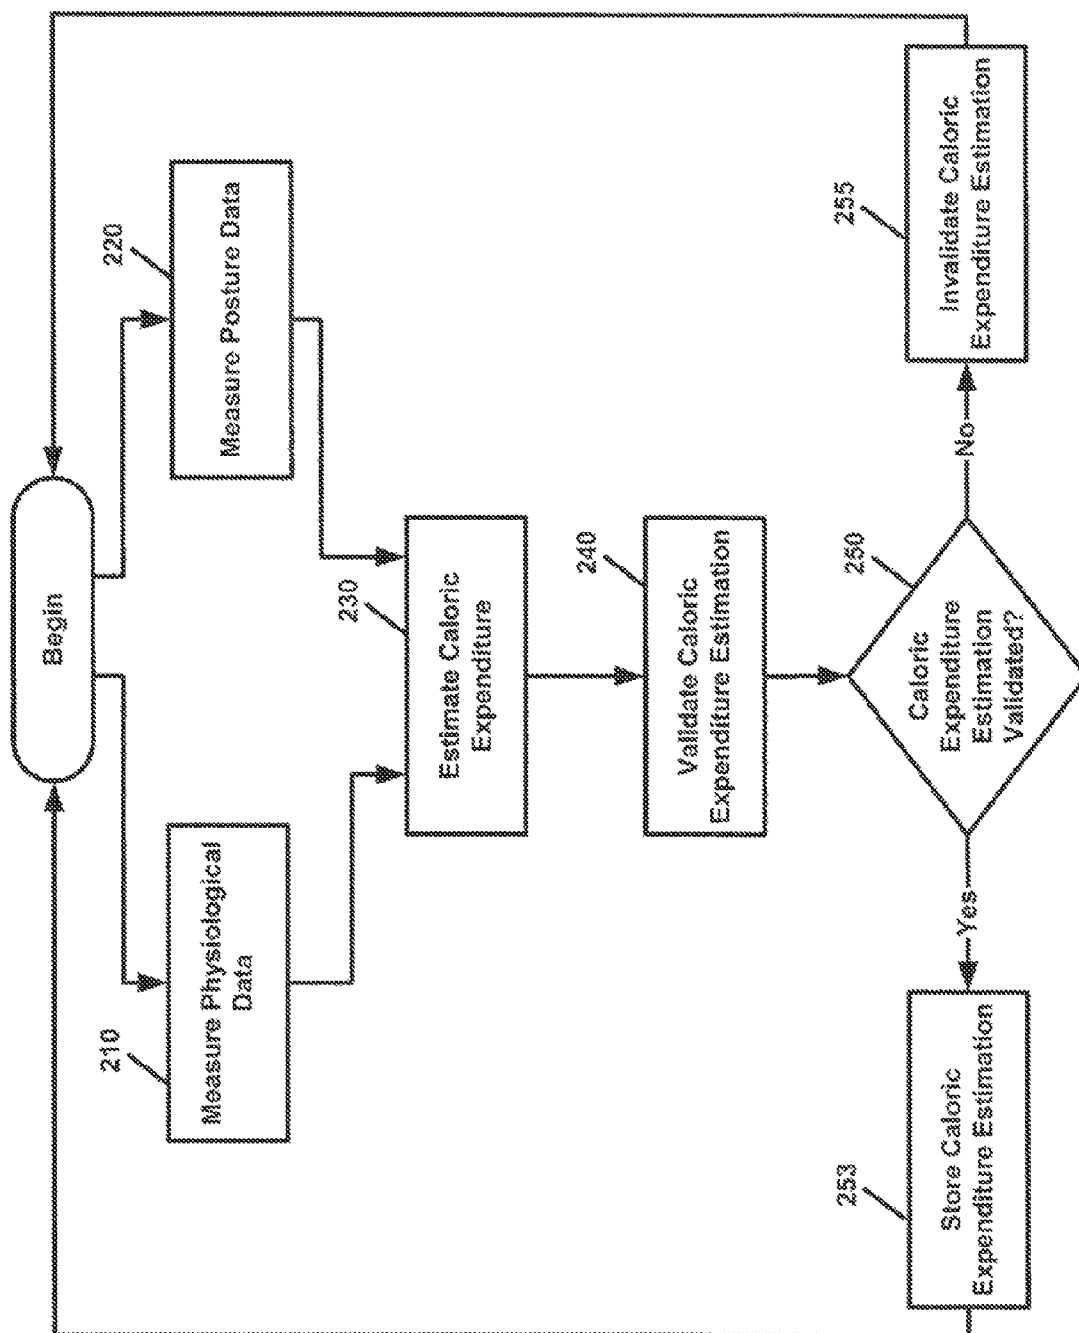 Begin
210
Measure Physiological
Data
220
Measure Posture Data
230
Estimate Caloric
Expenditure
240
Validate Caloric
Expenditure Estimation
250
Caloric
Expenditure
Estimation
Validated?
Yes
No
253
Store Caloric
Expenditure Estimation
255
Invalidate Caloric
Expenditure Estimation